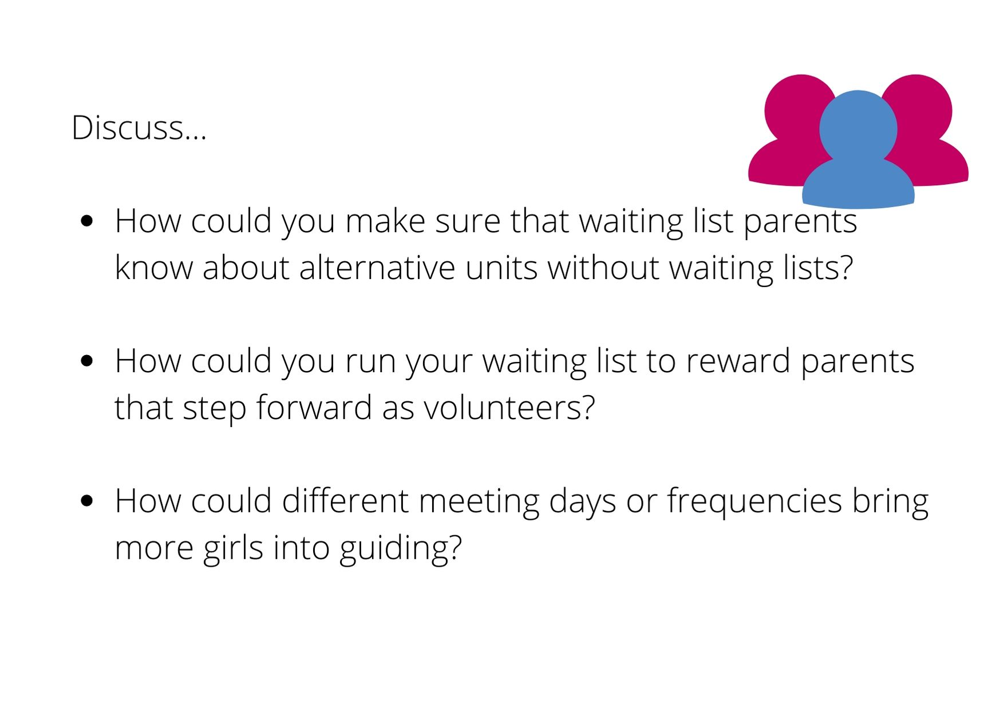 Discuss...
• How could you make sure that waiting list parents
know about alternative units without waiting lists?
• How could you run your waiting list to reward parents
that step forward as volunteers?
• How could different meeting days or frequencies bring
more girls into guiding?